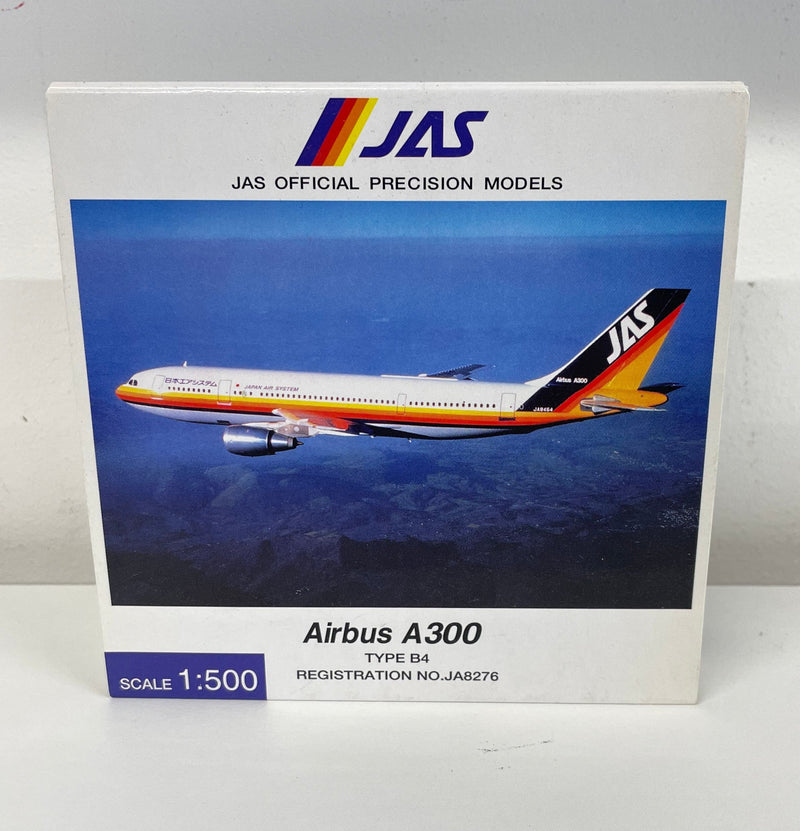 JAS
JAS OFFICIAL PRECISION MODELS
JAS
Airbus A300
日本エアシステム
JAPAN AIR SYSTEM
JA8464
Airbus A300
TYPE B4
SCALE 1:500
REGISTRATION NO.JA8276